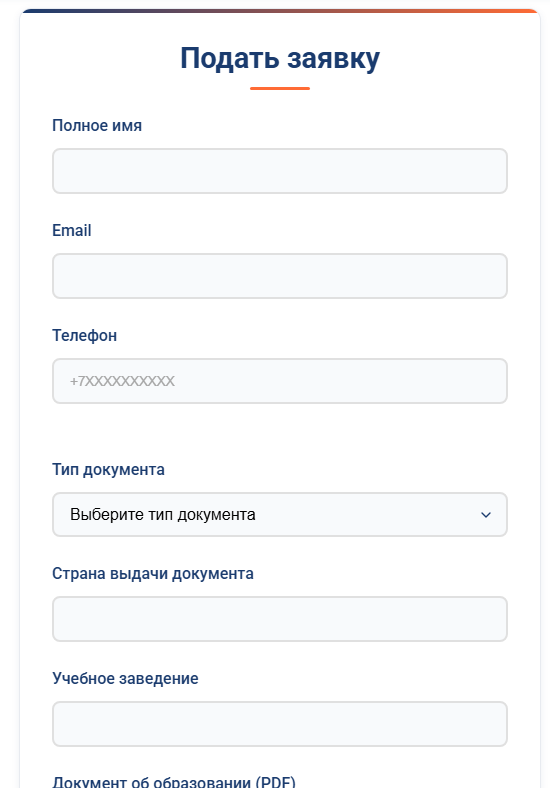 Подать заявку
Полное имя
Email
Телефон
+7XXXXXXXXXX
Тип документа
Выберите тип документа
Страна выдачи документа
Учебное заведение
Документ об образовании (PDF)